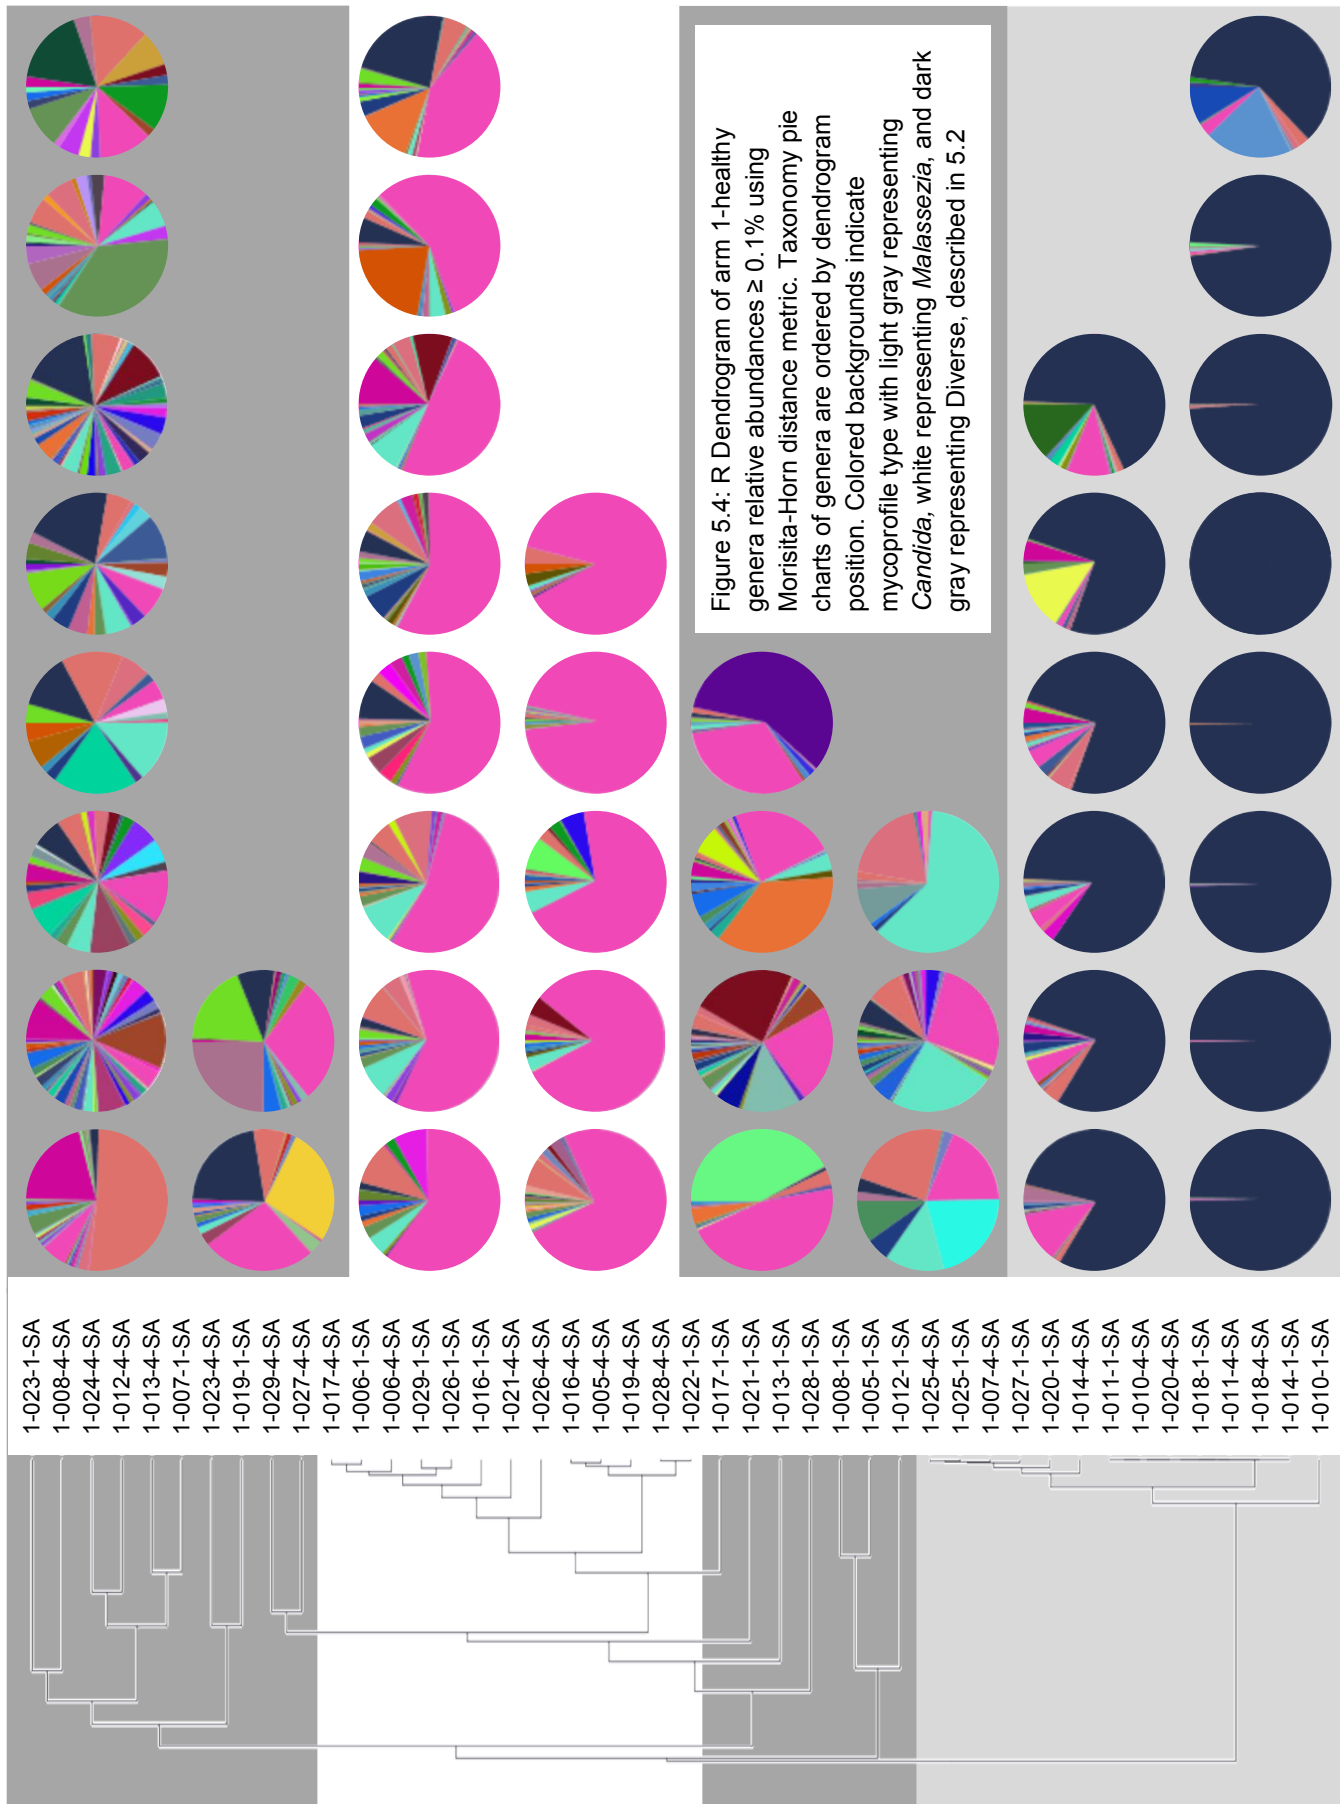 Figure 5.4: R Dendrogram of arm 1-healthy
genera relative abundances ≥ 0.1% using
Morisita-Horn distance metric. Taxonomy pie
charts of genera are ordered by dendrogram
position. Colored backgrounds indicate
mycoprofile type with light gray representing
Candida, white representing Malassezia, and dark
gray representing Diverse, described in 5.2
1-0223-1-SA
1-008-4-SA
1-024-4-SA
1-012-4-SA
1-013-4-SA
1-007-1-SA
1-023-4-SA
1-019-1-SA
1-029-4-SA
1-027-4-SA
1-017-4-SA
1-006-1-SA
1-006-4-SA
1-029-1-SA
1-026-1-SA
1-016-1-SA
1-021-4-SA
1-026-4-SA
1-016-4-SA
1-005-4-SA
1-019-4-SA
1-028-4-SA
1-022-1-SA
1-017-1-SA
1-021-1-SA
1-013-1-SA
1-028-1-SA
1-008-1-SA
1-005-1-SA
1-012-1-SA
1-025-4-SA
1-025-1-SA
1-007-4-SA
1-027-1-SA
1-020-1-SA
1-014-4-SA
1-011-1-SA
1-010-4-SA
1-020-4-SA
1-018-1-SA
1-011-4-SA
1-018-4-SA
1-014-1-SA
1-010-1-SA